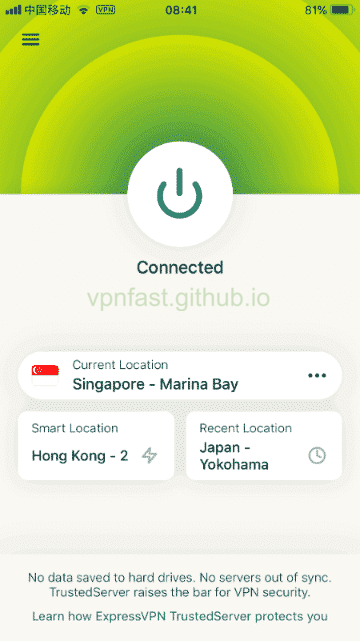 中国移动 VPN 08:41 81%
Connected
vpnfast.github.io
Current Location
Singapore - Marina Bay
Smart Location
Hong Kong - 2
Recent Location
Japan -
Yokohama
No data saved to hard drives. No servers out of sync.
TrustedServer raises the bar for VPN security.
Learn how ExpressVPN TrustedServer protects you